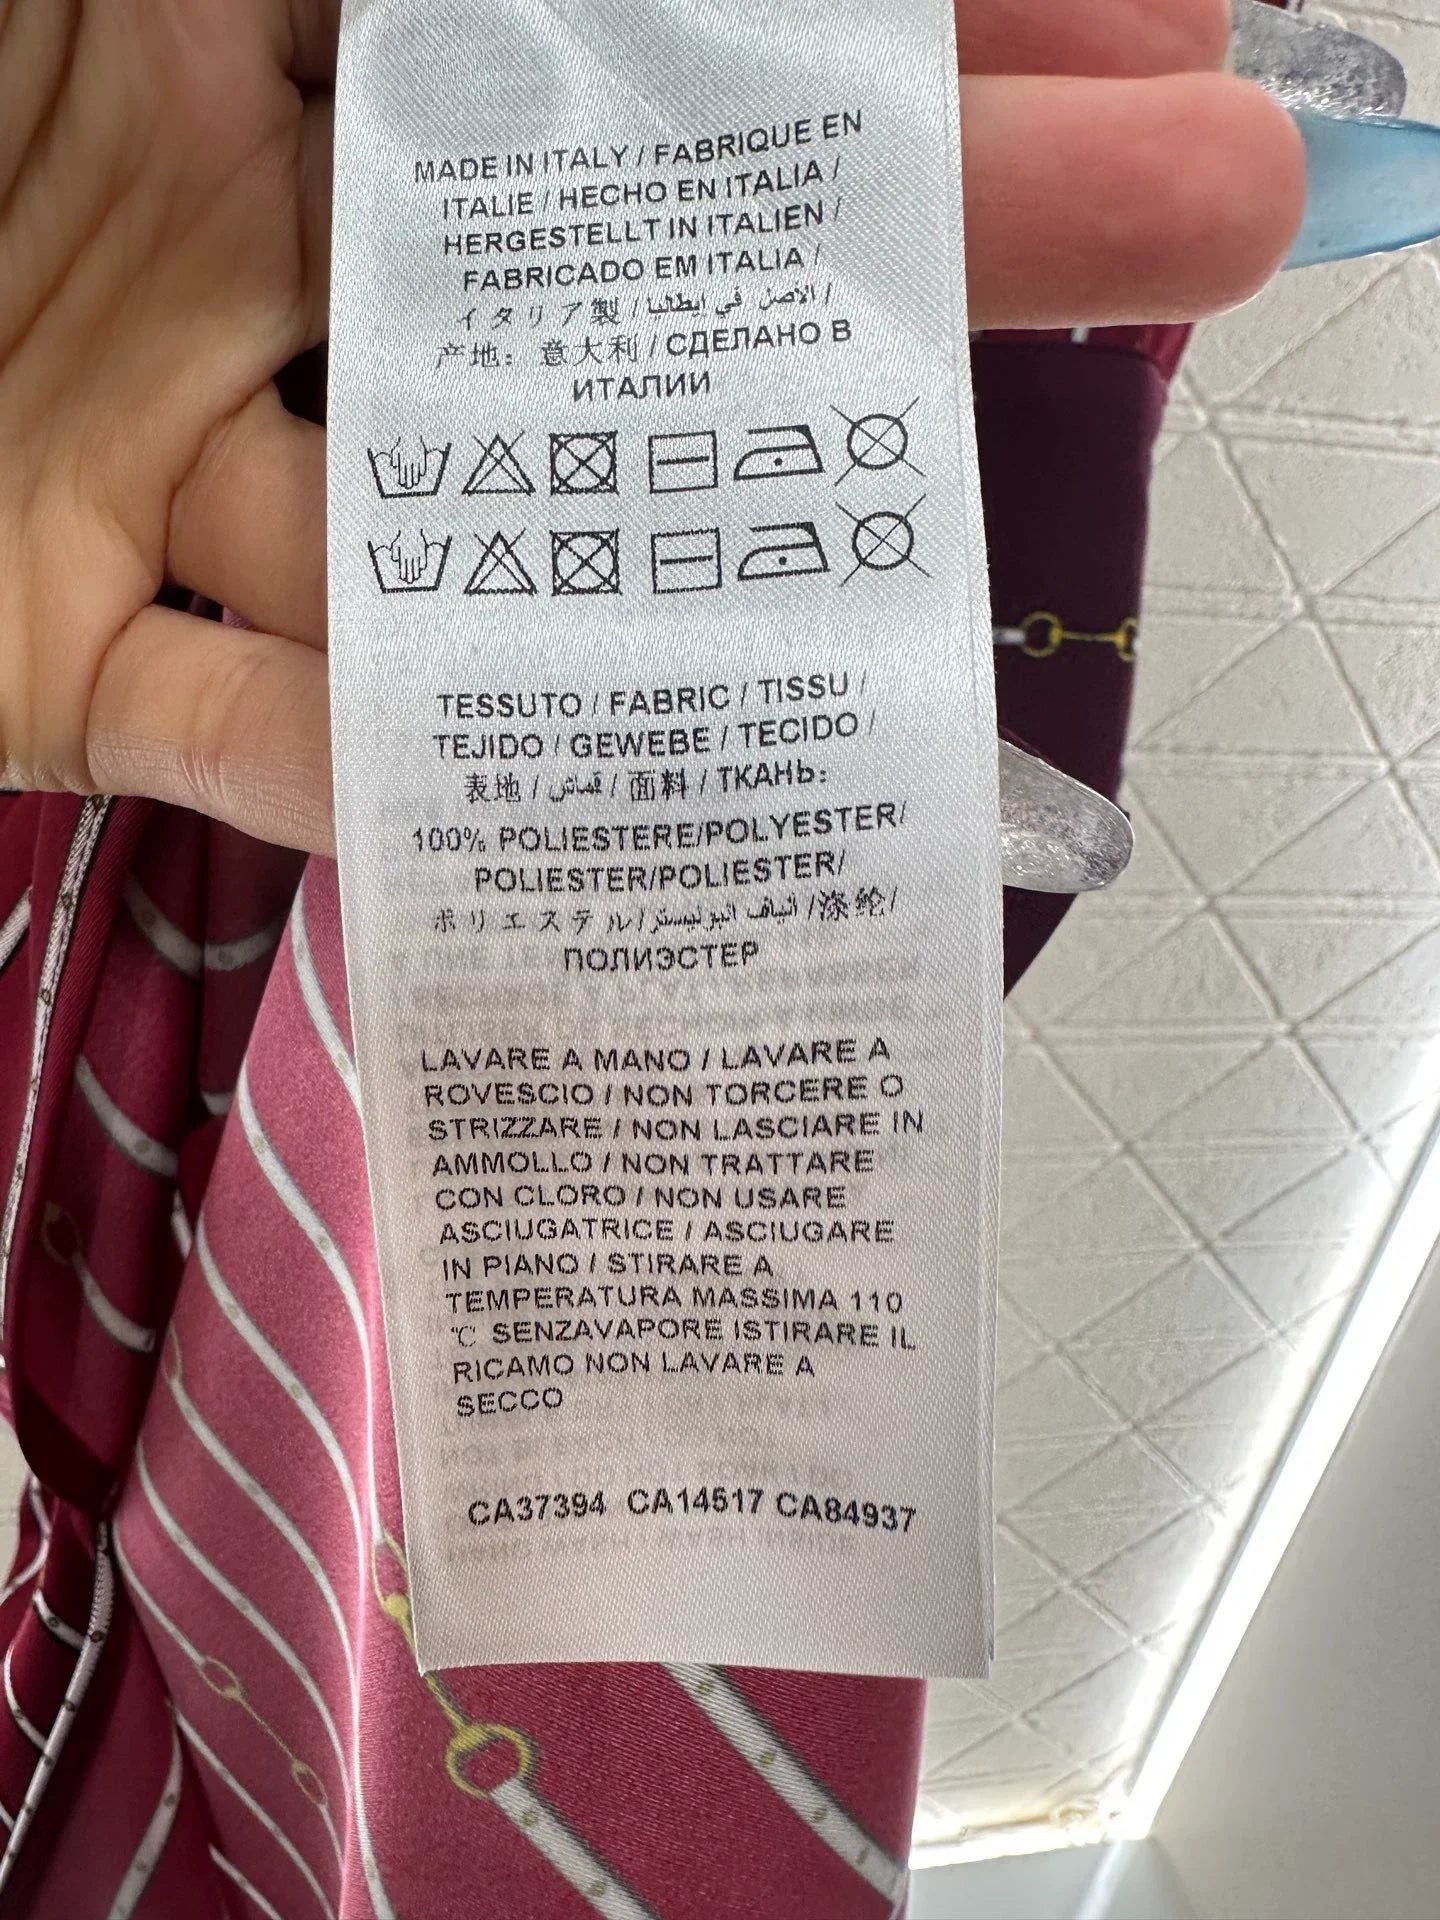 MADE IN ITALY / FABRIQUE EN
ITALIE / HECHO EN ITALIA /
HERGESTELLT IN ITALIEN /
FABRICADO EM ITALIA /
イタリア製 / الاصل في ايطاليا /
产地：意大利 / СДЕЛАНО В
ИТАЛИИ
TESSUTO / FABRIC / TISSU /
TEJIDO / GEWEBE / TECIDO /
表地 / قماش / 面料 / ТКАНЬ:
100% POLIESTERE/POLYESTER/
POLIESTER/POLIESTER/
ポリエステル/ الياف البوليستر /涤纶/
ПОЛИЭСТЕР
LAVARE A MANO / LAVARE A
ROVESCIO / NON TORCERE O
STRIZZARE / NON LASCIARE IN
AMMOLLO / NON TRATTARE
CON CLORO / NON USARE
ASCIUGATRICE / ASCIUGARE
IN PIANO / STIRARE A
TEMPERATURA MASSIMA 110
℃ SENZAVAPORE ISTIRARE IL
RICAMO NON LAVARE A
SECCO
CA37394 CA14517 CA84937